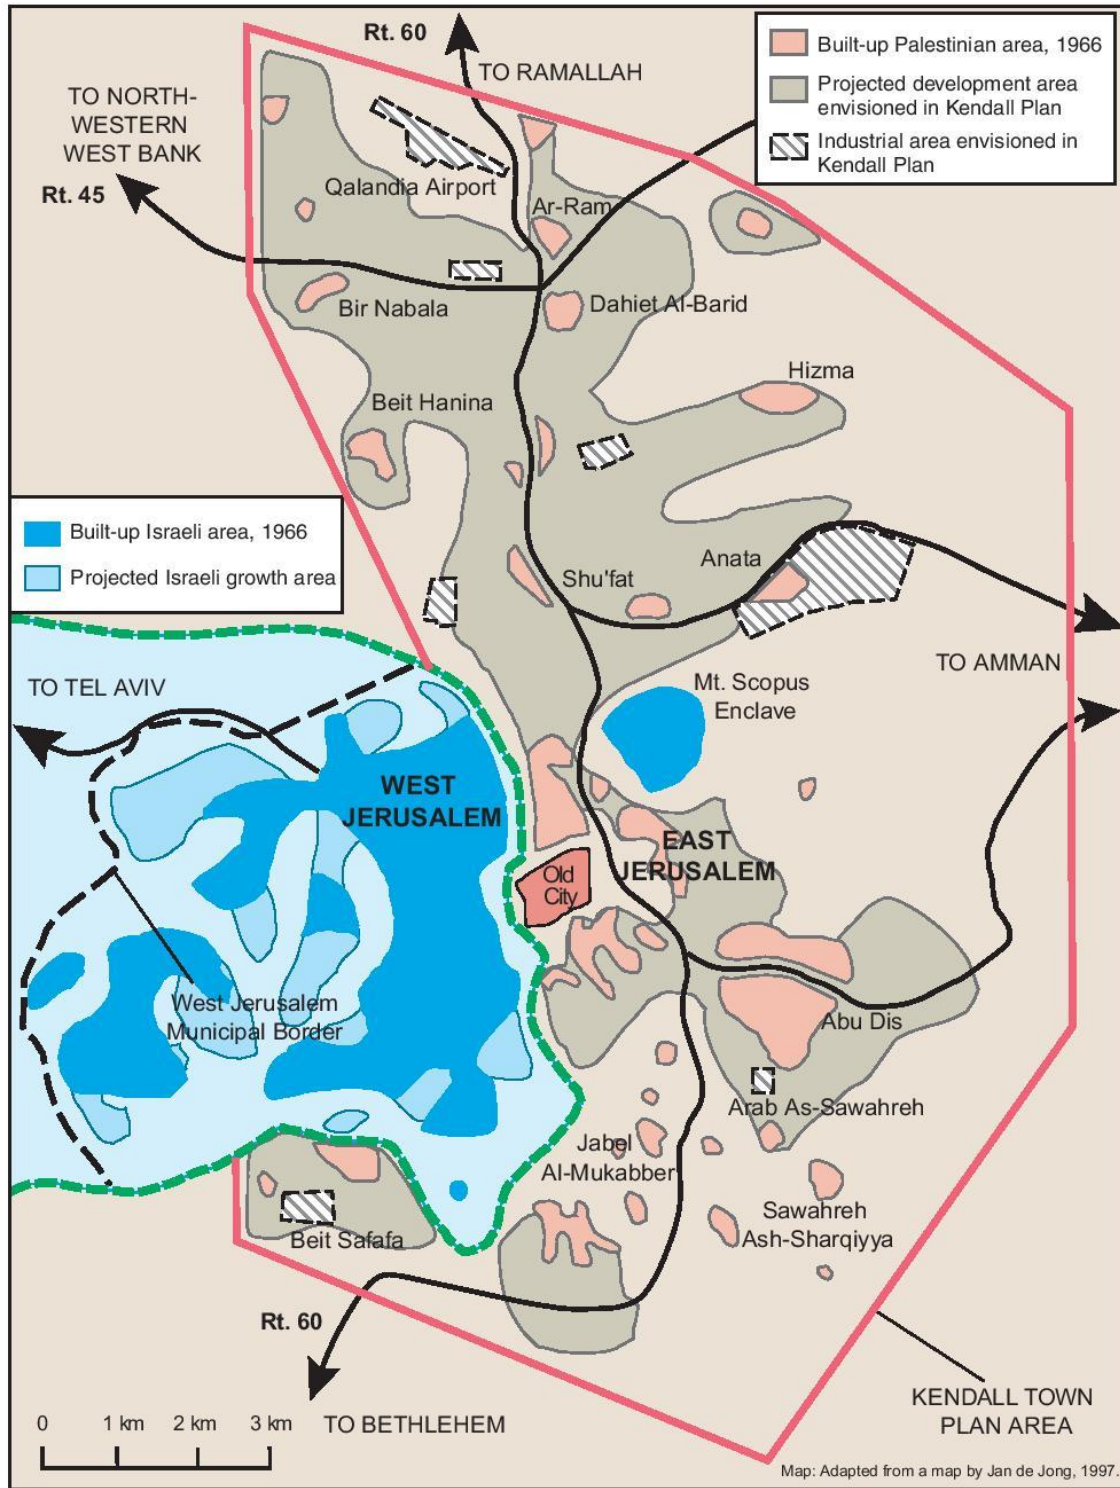 Rt. 60
TO RAMALLAH
TO NORTH-
WESTERN
WEST BANK
Rt. 45
Built-up Palestinian area, 1966
Projected development area
envisioned in Kendall Plan
Industrial area envisioned in
Kendall Plan
Qalandia Airport
Ar-Ram
Bir Nabala
Dahiet Al-Barid
Hizma
Beit Hanina
Built-up Israeli area, 1966
Projected Israeli growth area
Anata
Shu'fat
TO AMMAN
TO TEL AVIV
Mt. Scopus
Enclave
WEST
JERUSALEM
EAST
JERUSALEM
Old
City
West Jerusalem
Municipal Border
Abu Dis
Arab As-Sawahreh
Jabel
Al-Mukabber
Sawahreh
Ash-Sharqiyya
Beit Safafa
Rt. 60
TO BETHLEHEM
KENDALL TOWN
PLAN AREA
0 1 km 2 km 3 km
Map: Adapted from a map by Jan de Jong, 1997.